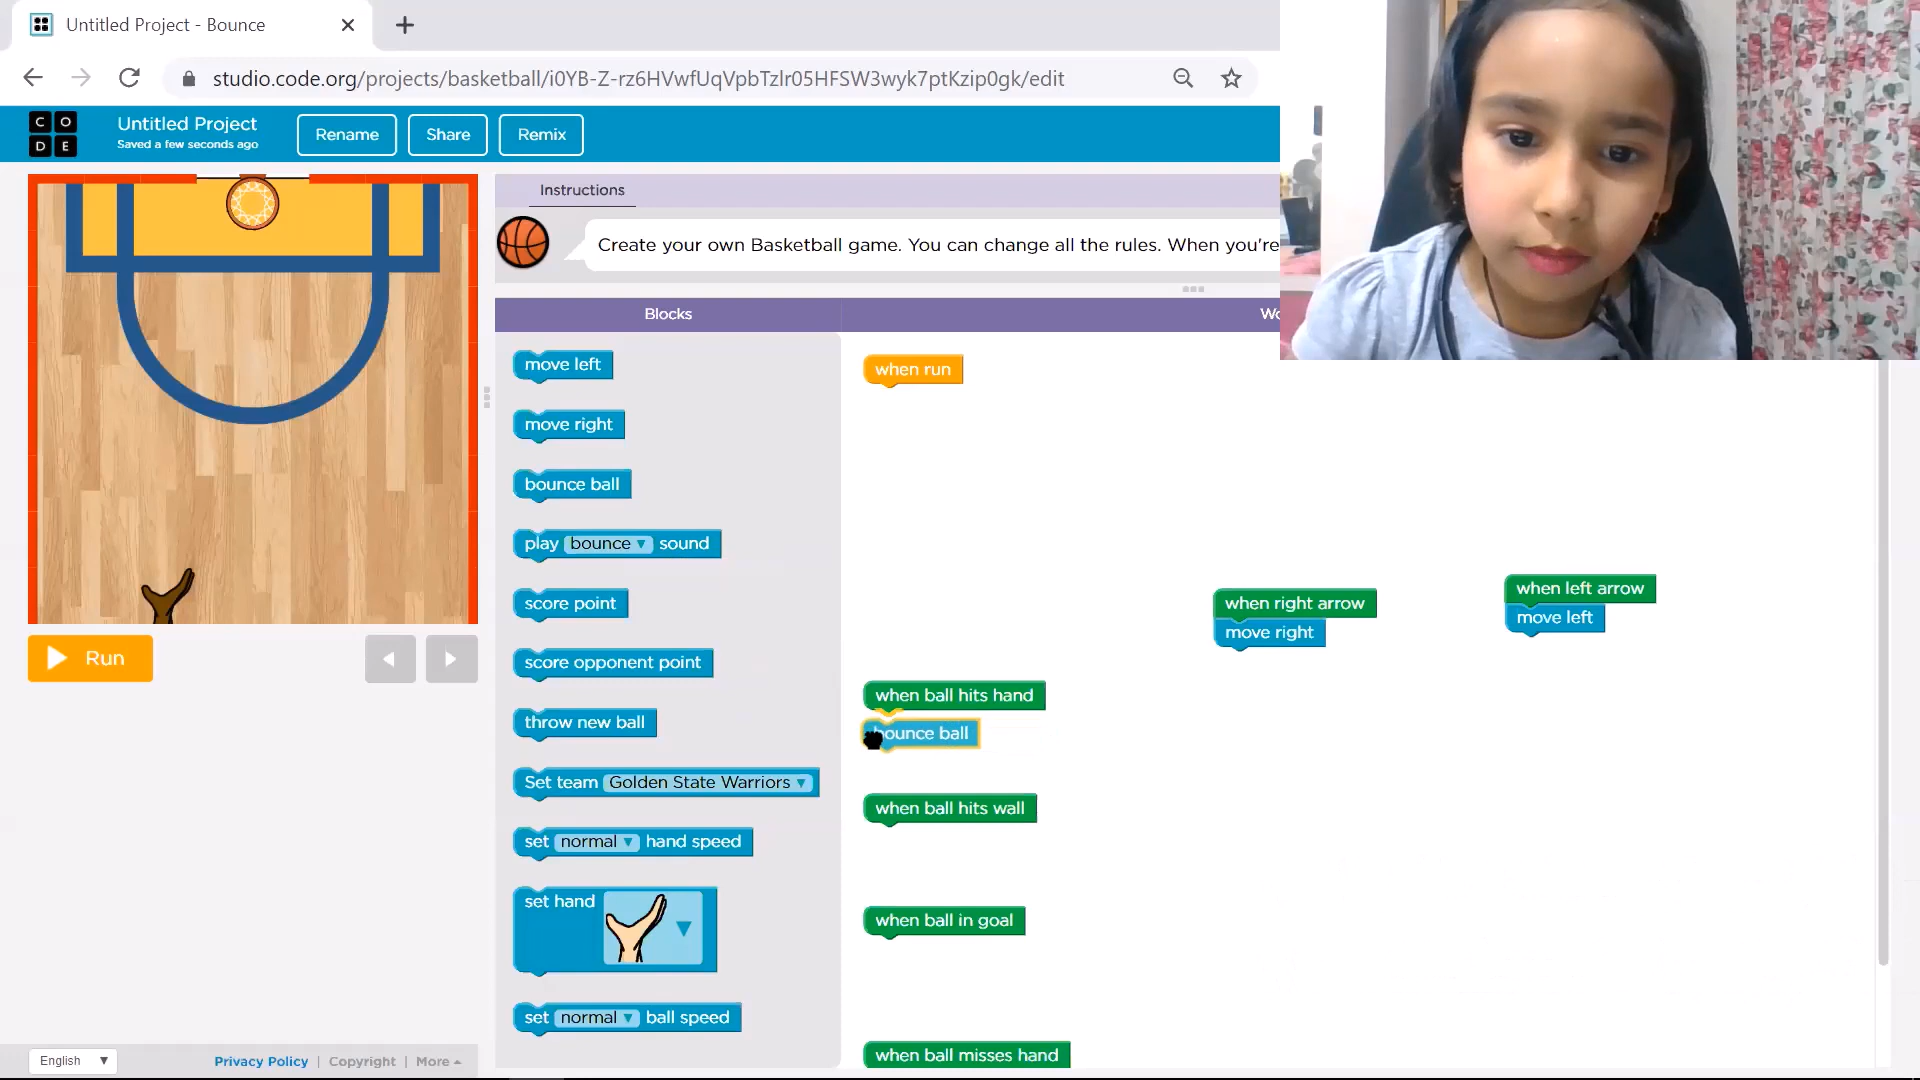 Untitled Project - Bounce
studio.code.org/projects/basketball/i0YB-Z-rz6HVwfUqVpbTzlr05HFSW3wyk7ptKzip0gk/edit
C O D E
Untitled Project
Saved a few seconds ago
Rename
Share
Remix
Instructions
Create your own Basketball game. You can change all the rules. When you're
Blocks
move left
move right
bounce ball
play bounce sound
score point
score opponent point
throw new ball
Set team Golden State Warriors
set normal hand speed
set hand
set normal ball speed
when run
when right arrow
move right
when left arrow
move left
when ball hits hand
bounce ball
when ball hits wall
when ball in goal
when ball misses hand
Run
English
Privacy Policy | Copyright | More